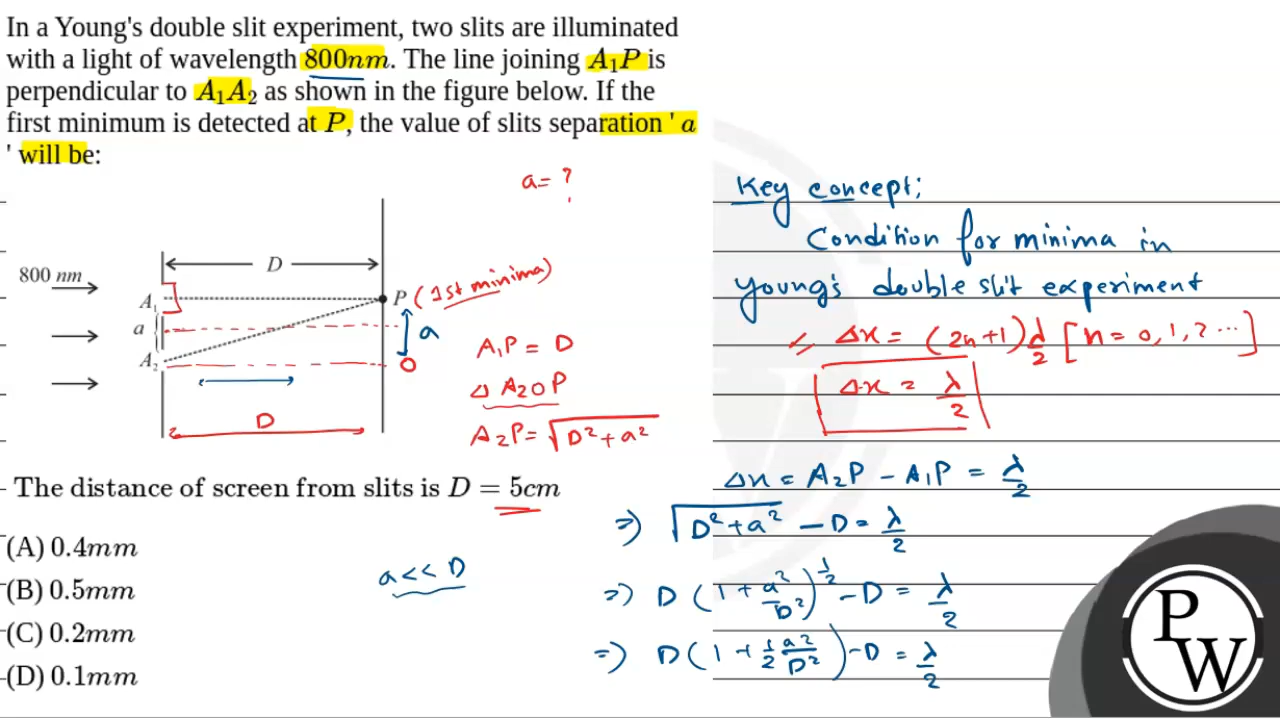 In a Young's double slit experiment, two slits are illuminated
with a light of wavelength 800nm. The line joining A₁P is
perpendicular to A₁A₂ as shown in the figure below. If the
first minimum is detected at P, the value of slits separation ' a
' will be:
a = ?
D
800 nm
A₁
P (1st minima)
a
a
A₂
O
D
A₁P = D
△ A₂OP
A₂P = √(D² + a²)
The distance of screen from slits is D = 5cm
(A) 0.4mm
(B) 0.5mm
(C) 0.2mm
(D) 0.1mm
a << D
Key concept;
Condition for minima in
young's double slit experiment
Δx = (2n+1) λ/2 [n = 0, 1, 2 ...]
Δx = λ/2
Δx = A₂P - A₁P = λ/2
⇒ √(D² + a²) - D = λ/2
⇒ D (1 + a²/D²)^½ - D = λ/2
⇒ D (1 + ½ a²/D²) - D = λ/2
P
W